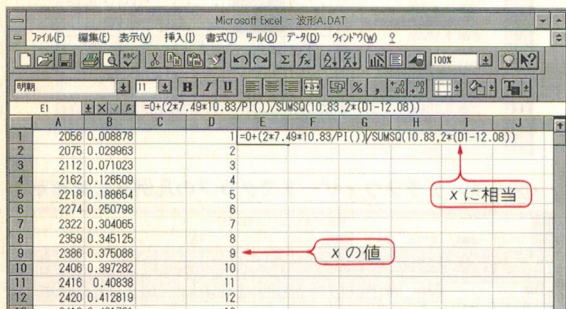 Microsoft Excel - 波形A.DAT
ファイル(F) 編集(E) 表示(V) 挿入(I) 書式(T) ツール(O) データ(D) ウィンドウ(W) ?
100%
明朝 11 B I U % ,
E1 =0+(2*7.49*10.83/PI())/SUMSQ(10.83,2*(D1-12.08))
A B C D E F G H I J
1 2056 0.008878 1 =0+(2*7.49*10.83/PI())/SUMSQ(10.83,2*(D1-12.08))
2 2075 0.029963 2
3 2112 0.071023 3
4 2162 0.126509 4
5 2218 0.188654 5
xに相当
6 2274 0.250798 6
7 2322 0.304065 7
8 2359 0.345125 8
9 2386 0.375088 9
xの値
10 2406 0.397282 10
11 2416 0.40838 11
12 2420 0.412819 12